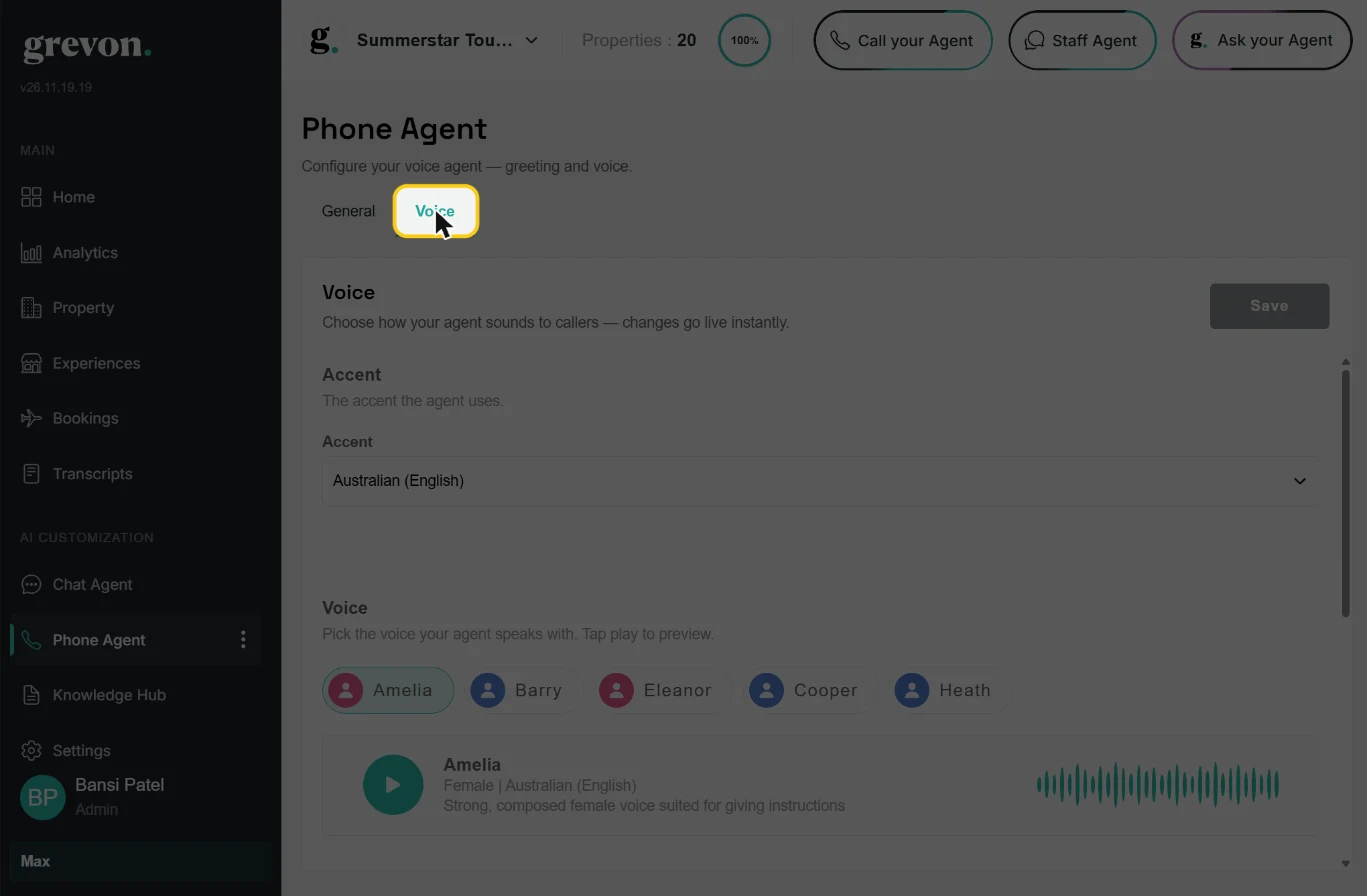 grevon.
v26.11.19.19
MAIN
Home
Analytics
Property
Experiences
Bookings
Transcripts
AI CUSTOMIZATION
Chat Agent
Phone Agent
Knowledge Hub
Settings
BP
Bansi Patel
Admin
Max
g. Summerstar Tou...
Properties : 20
100%
Call your Agent
Staff Agent
g. Ask your Agent
Phone Agent
Configure your voice agent — greeting and voice.
General
Voice
Voice
Choose how your agent sounds to callers — changes go live instantly.
Save
Accent
The accent the agent uses.
Accent
Australian (English)
Voice
Pick the voice your agent speaks with. Tap play to preview.
Amelia
Barry
Eleanor
Cooper
Heath
Amelia
Female | Australian (English)
Strong, composed female voice suited for giving instructions